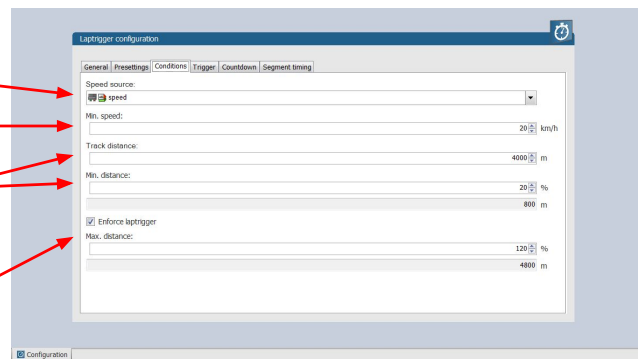 Laptrigger configuration
General Presettings Conditions Trigger Countdown Segment timing
Speed source:
speed
Min. speed:
20 km/h
Track distance:
4000 m
Min. distance:
20 %
800 m
Enforce laptrigger
Max. distance:
120 %
4800 m
Configuration